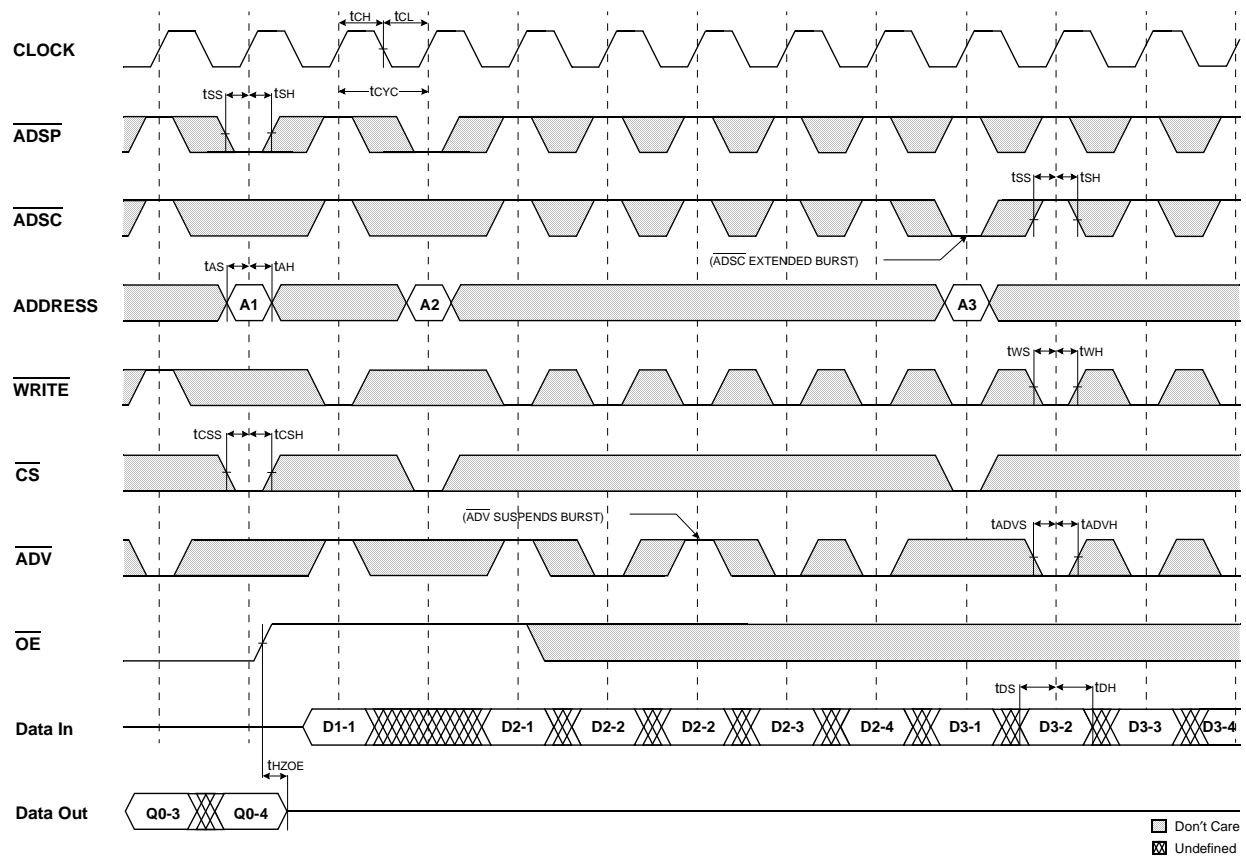 tCH tCL
CLOCK
tSS tSH tCYC
ADSP
tSS tSH
ADSC
(ADSC EXTENDED BURST)
tAS tAH
ADDRESS A1 A2 A3
tWS tWH
WRITE
tCSS tCSH
CS
(ADV SUSPENDS BURST)
tADVS tADVH
ADV
OE
tDS tDH
Data In D1-1 D2-1 D2-2 D2-2 D2-3 D2-4 D3-1 D3-2 D3-3 D3-4
tHZOE
Data Out Q0-3 Q0-4
Don't Care
Undefined